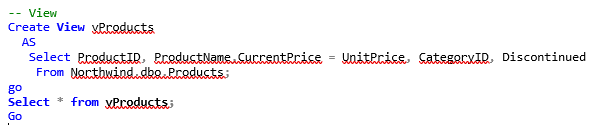 -- View
Create View vProducts
AS
Select ProductID, ProductName.CurrentPrice = UnitPrice, CategoryID, Discontinued
From Northwind.dbo.Products;
go
Select * from vProducts;
Go